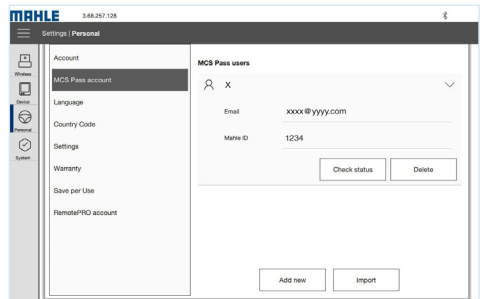 MAHLE 3.68.257.128
Settings | Personal
Wireless
Device
Personal
System
Account
MCS Pass account
Language
Country Code
Settings
Warranty
Save per Use
RemotePRO account
MCS Pass users
X
Email xxxx@yyyy.com
Mahle ID 1234
Check status Delete
Add new Import